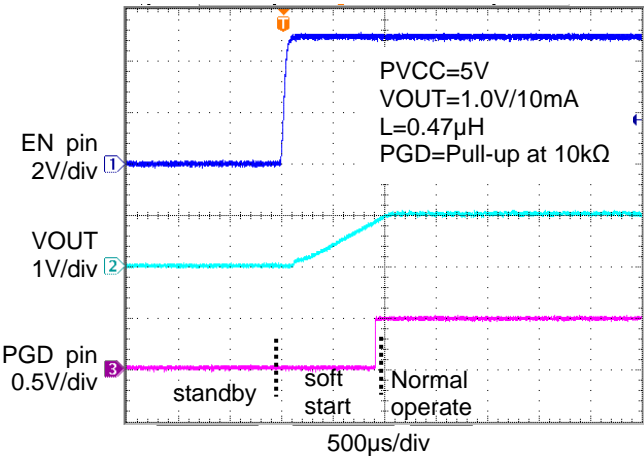 T
PVCC=5V
VOUT=1.0V/10mA
L=0.47µH
PGD=Pull-up at 10kΩ
EN pin
2V/div
1
VOUT
1V/div
2
PGD pin
0.5V/div
3
standby
soft
start
Normal
operate
500µs/div